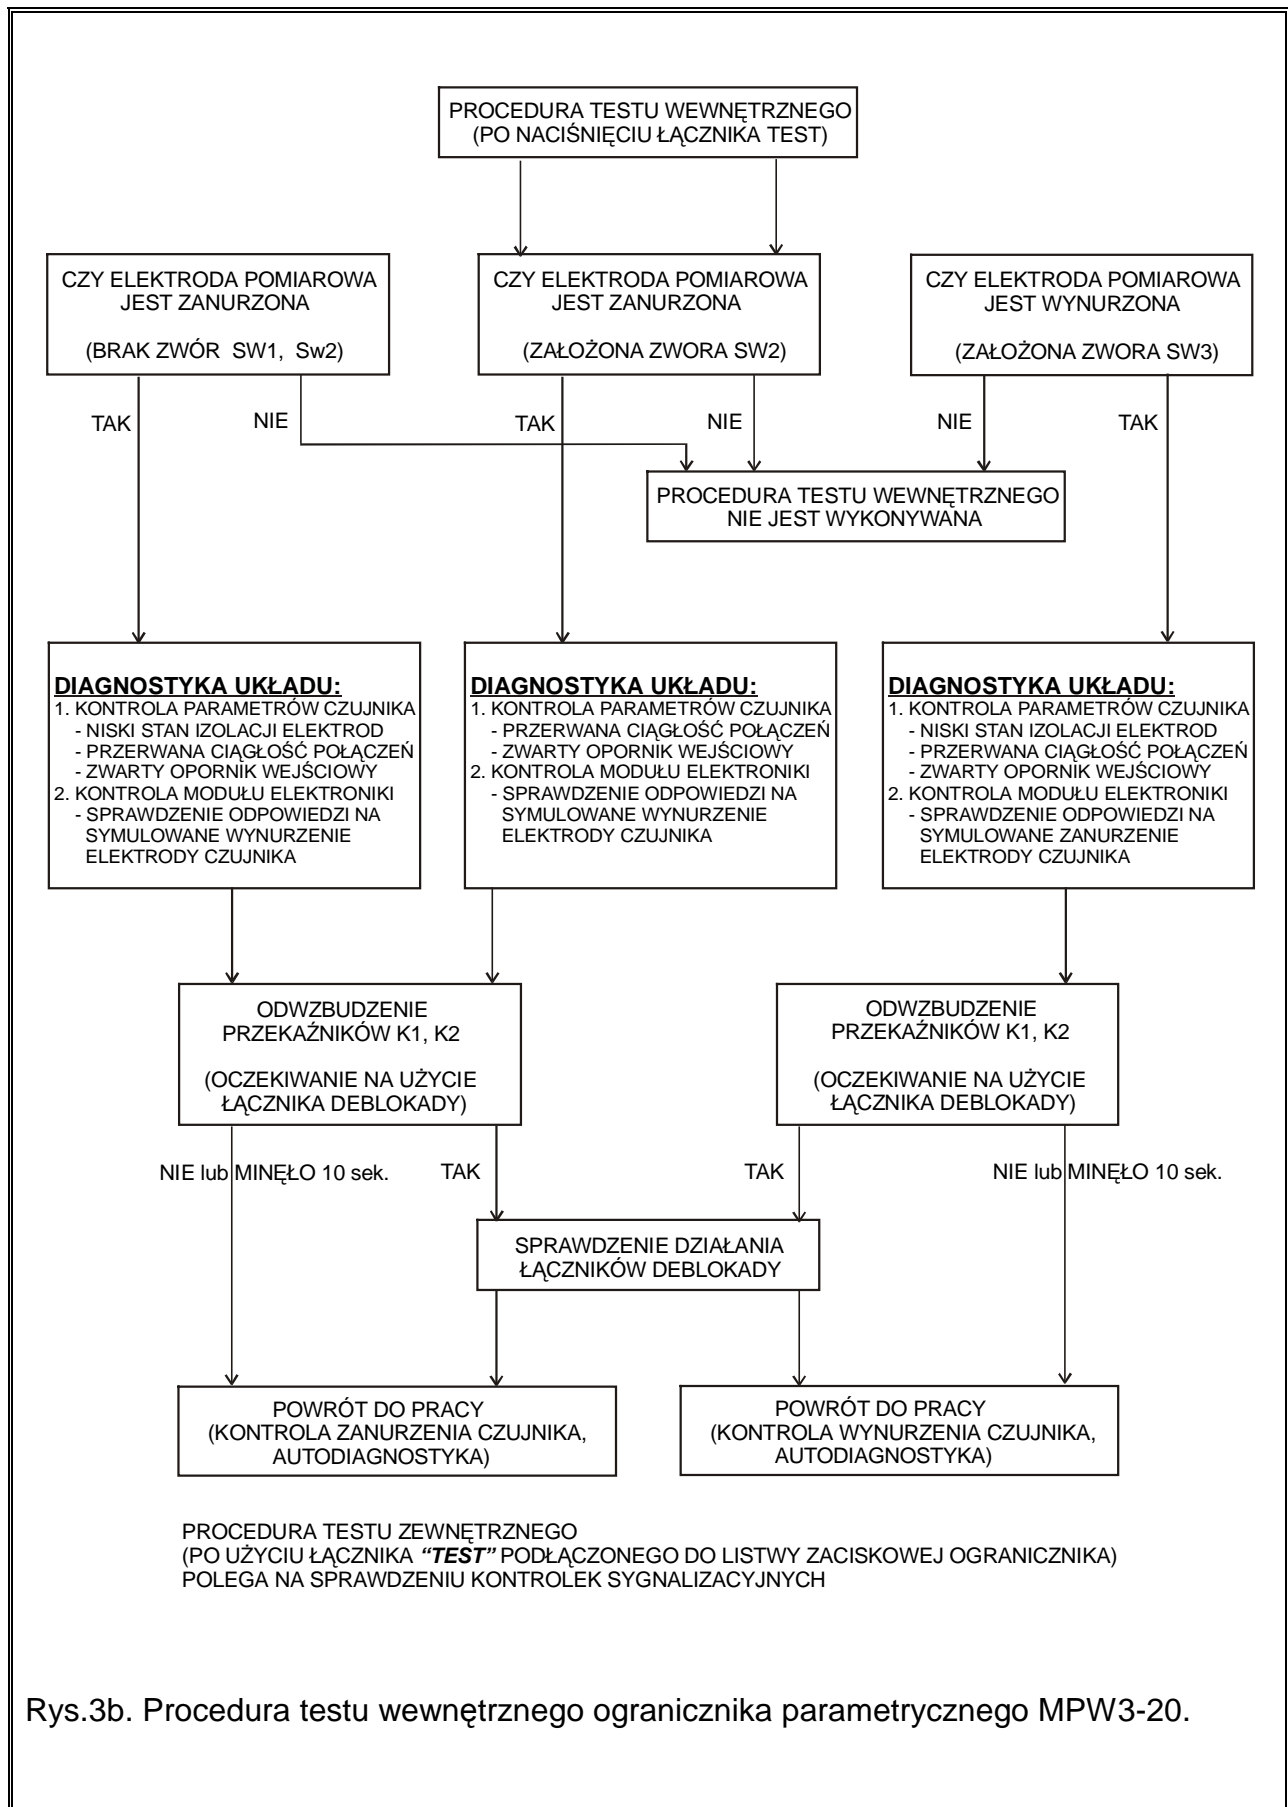 PROCEDURA TESTU WEWNĘTRZNEGO
(PO NACIŚNIĘCIU ŁĄCZNIKA TEST)
CZY ELEKTRODA POMIAROWA
JEST ZANURZONA
(BRAK ZWÓR SW1, Sw2)
CZY ELEKTRODA POMIAROWA
JEST ZANURZONA
(ZAŁOŻONA ZWORA SW2)
CZY ELEKTRODA POMIAROWA
JEST WYNURZONA
(ZAŁOŻONA ZWORA SW3)
TAK
NIE
TAK
NIE
NIE
TAK
PROCEDURA TESTU WEWNĘTRZNEGO
NIE JEST WYKONYWANA
DIAGNOSTYKA UKŁADU:
1. KONTROLA PARAMETRÓW CZUJNIKA
- NISKI STAN IZOLACJI ELEKTROD
- PRZERWANA CIĄGŁOŚĆ POŁĄCZEŃ
- ZWARTY OPORNIK WEJŚCIOWY
2. KONTROLA MODUŁU ELEKTRONIKI
- SPRAWDZENIE ODPOWIEDZI NA
SYMULOWANE WYNURZENIE
ELEKTRODY CZUJNIKA
DIAGNOSTYKA UKŁADU:
1. KONTROLA PARAMETRÓW CZUJNIKA
- PRZERWANA CIĄGŁOŚĆ POŁĄCZEŃ
- ZWARTY OPORNIK WEJŚCIOWY
2. KONTROLA MODUŁU ELEKTRONIKI
- SPRAWDZENIE ODPOWIEDZI NA
SYMULOWANE WYNURZENIE
ELEKTRODY CZUJNIKA
DIAGNOSTYKA UKŁADU:
1. KONTROLA PARAMETRÓW CZUJNIKA
- NISKI STAN IZOLACJI ELEKTROD
- PRZERWANA CIĄGŁOŚĆ POŁĄCZEŃ
- ZWARTY OPORNIK WEJŚCIOWY
2. KONTROLA MODUŁU ELEKTRONIKI
- SPRAWDZENIE ODPOWIEDZI NA
SYMULOWANE ZANURZENIE
ELEKTRODY CZUJNIKA
ODWZBUDZENIE
PRZEKAŹNIKÓW K1, K2
(OCZEKIWANIE NA UŻYCIE
ŁĄCZNIKA DEBLOKADY)
ODWZBUDZENIE
PRZEKAŹNIKÓW K1, K2
(OCZEKIWANIE NA UŻYCIE
ŁĄCZNIKA DEBLOKADY)
NIE lub MINĘŁO 10 sek.
TAK
TAK
NIE lub MINĘŁO 10 sek.
SPRAWDZENIE DZIAŁANIA
ŁĄCZNIKÓW DEBLOKADY
POWRÓT DO PRACY
(KONTROLA ZANURZENIA CZUJNIKA,
AUTODIAGNOSTYKA)
POWRÓT DO PRACY
(KONTROLA WYNURZENIA CZUJNIKA,
AUTODIAGNOSTYKA)
PROCEDURA TESTU ZEWNĘTRZNEGO
(PO UŻYCIU ŁĄCZNIKA “TEST” PODŁĄCZONEGO DO LISTWY ZACISKOWEJ OGRANICZNIKA)
POLEGA NA SPRAWDZENIU KONTROLEK SYGNALIZACYJNYCH
Rys.3b. Procedura testu wewnętrznego ogranicznika parametrycznego MPW3-20.